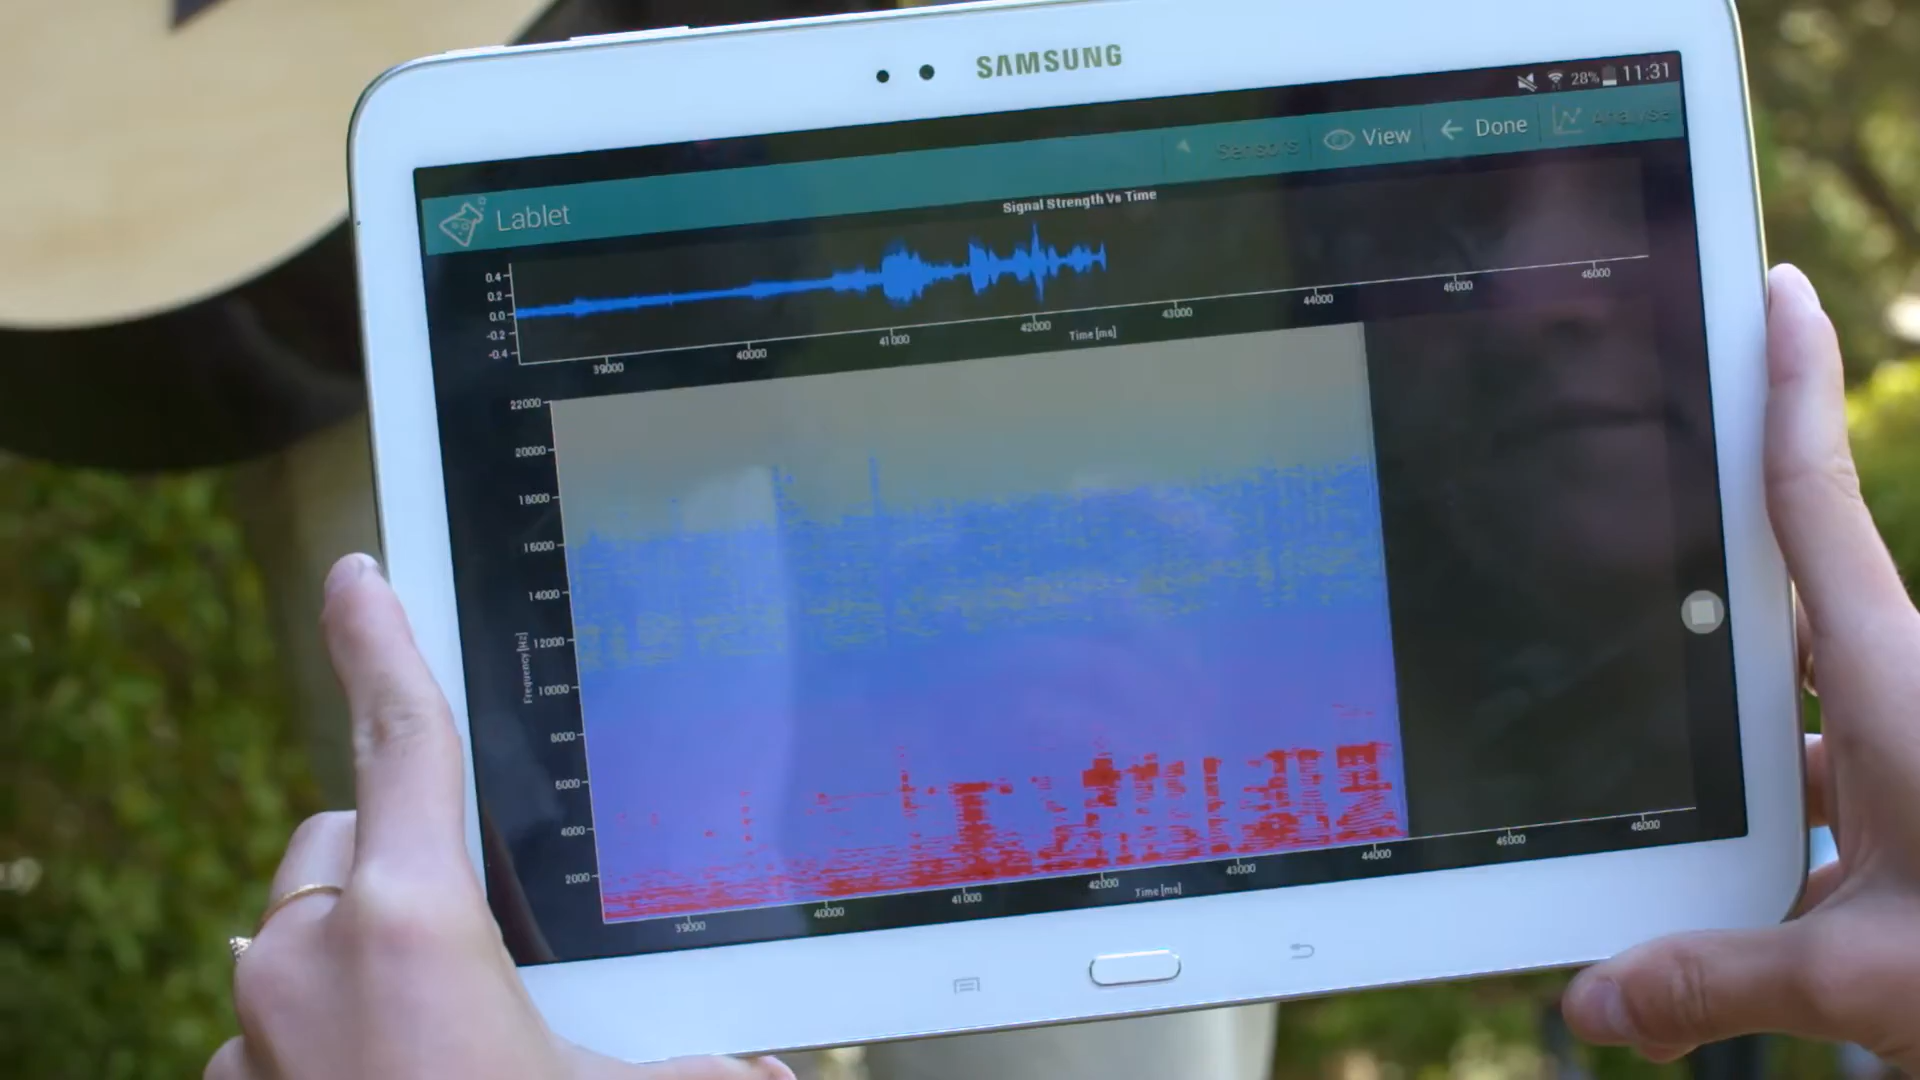 SAMSUNG
28% 11:31
Sensors View Done Analyse
Lablet
Signal Strength Vs Time
0.4
0.2
0.0
-0.2
-0.4
39000 40000 41000 42000 43000 44000 45000 46000
Time [ms]
22000
20000
18000
16000
14000
12000
10000
8000
6000
4000
2000
Frequency [Hz]
39000 40000 41000 42000 43000 44000 45000 46000
Time [ms]